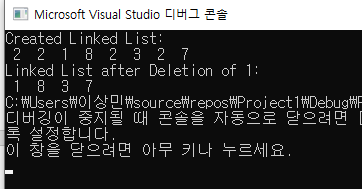 Microsoft Visual Studio 디버그 콘솔
Created Linked List:
2 2 1 8 2 3 2 7
Linked List after Deletion of 1:
1 8 3 7
C:₩Users₩이상민₩source₩repos₩Project1₩Debug₩
디버깅이 중지될 때 콘솔을 자동으로 닫으려면 [
록 설정합니다.
이 창을 닫으려면 아무 키나 누르세요.